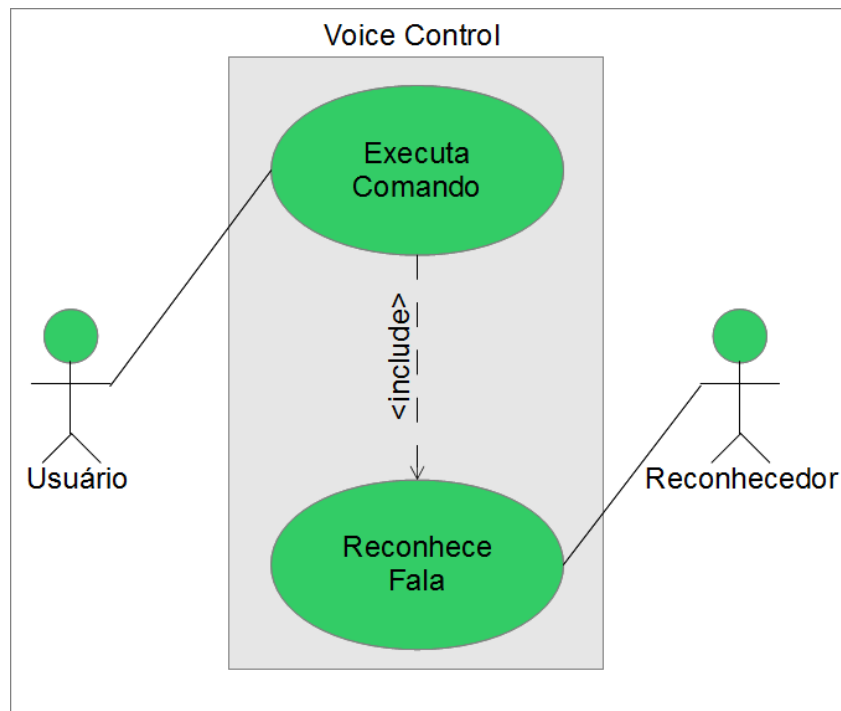 Voice Control
Executa
Comando
<include>
Usuário
Reconhecedor
Reconhece
Fala